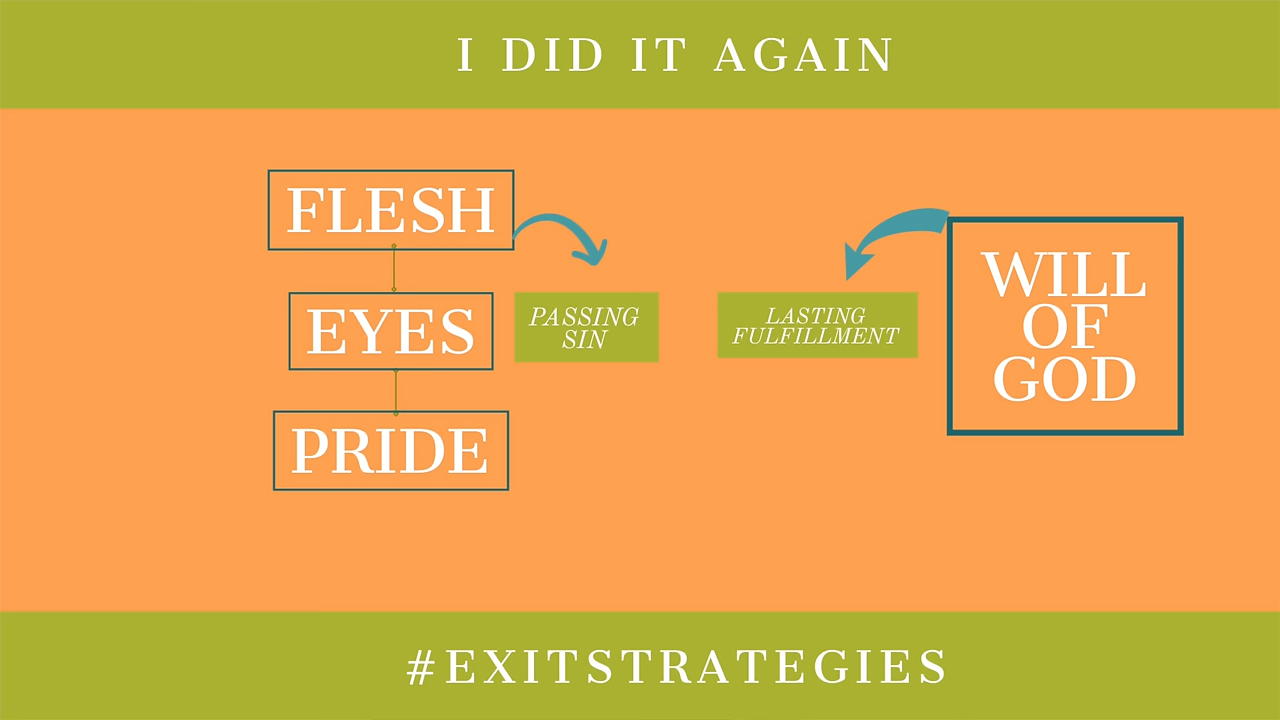 I DID IT AGAIN
FLESH
EYES
PRIDE
PASSING
SIN
LASTING
FULFILLMENT
WILL
OF
GOD
#EXITSTRATEGIES